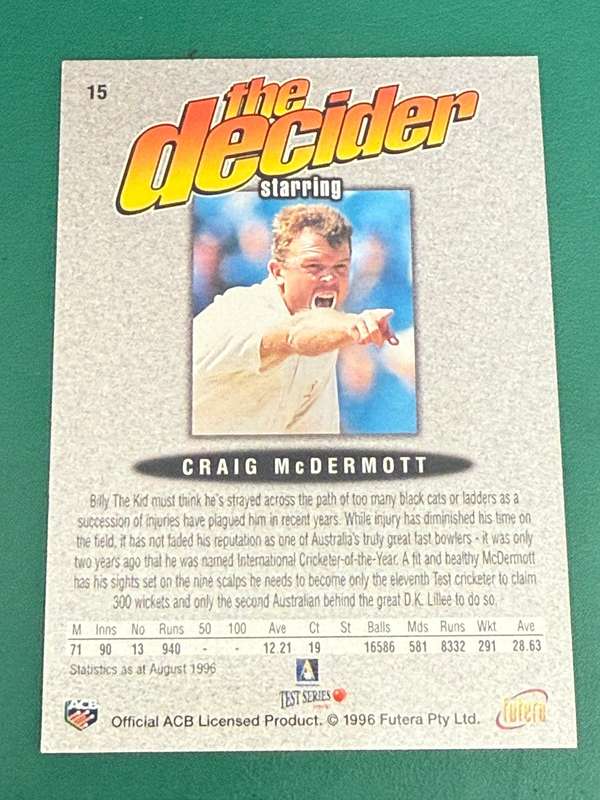 15
the
decider
starring
CRAIG McDERMOTT
Billy The Kid must think he's strayed across the path of too many black cats or ladders as a
succession of injuries have plagued him in recent years. While injury has diminished his time on
the field, it has not faded his reputation as one of Australia's truly great fast bowlers - it was only
two years ago that he was named International Cricketer-of-the-Year. A fit and healthy McDermott
has his sights set on the nine scalps he needs to become only the eleventh Test cricketer to claim
300 wickets and only the second Australian behind the great D.K. Lillee to do so.
M Inns No Runs 50 100 Ave Ct St Balls Mds Runs Wkt Ave
71 90 13 940 - - 12.21 19 16586 581 8332 291 28.63
Statistics as at August 1996
TEST SERIES
ACB Official ACB Licensed Product. © 1996 Futera Pty Ltd. futera